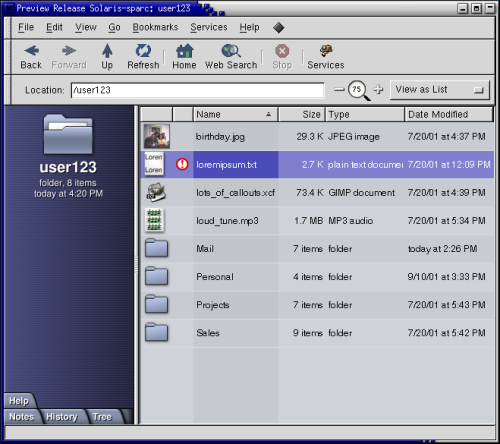 Preview Release Solaris-sparc: user123
File Edit View Go Bookmarks Services Help
Back Forward Up Refresh Home Web Search Stop Services
Location: /user123 75 View as List
Name Size Type Date Modified
user123
folder, 8 items
today at 4:20 PM
birthday.jpg 29.3 K JPEG image 7/20/01 at 4:37 PM
Loren
Loren
loremipsum.txt 2.7 K plain text documen 7/20/01 at 12:09 PM
lots_of_callouts.xcf 73.4 K GIMP document 7/20/01 at 4:39 PM
loud_tune.mp3 1.7 MB MP3 audio 7/20/01 at 5:34 PM
Mail 7 items folder today at 2:26 PM
Personal 4 items folder 9/10/01 at 3:33 PM
Projects 7 items folder 7/20/01 at 5:43 PM
Sales 9 items folder 7/20/01 at 5:42 PM
Help
Notes History Tree